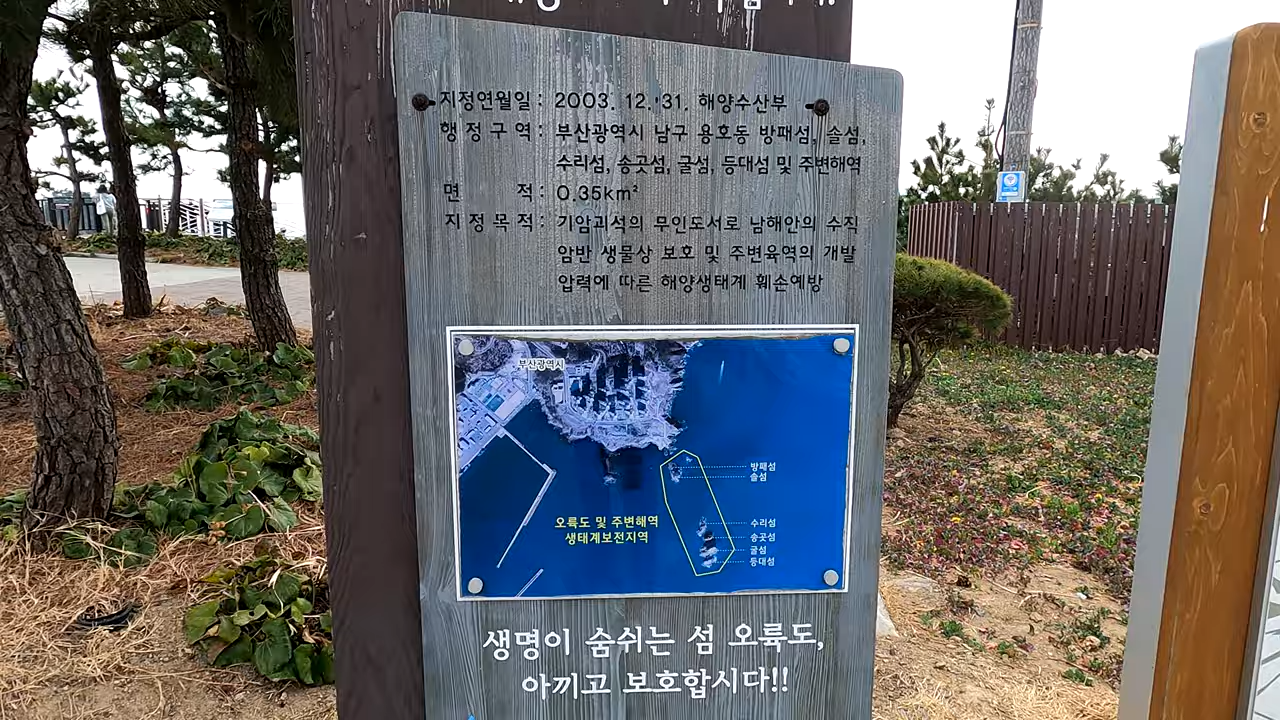 지정연월일 : 2003. 12. 31. 해양수산부
행정구역 : 부산광역시 남구 용호동 방패섬, 솔섬,
수리섬, 송곳섬, 굴섬, 등대섬 및 주변해역
면 적 : 0.35km²
지정목적 : 기암괴석의 무인도서로 남해안의 수직
암반 생물상 보호 및 주변육역의 개발
압력에 따른 해양생태계 훼손예방
부산광역시
방패섬
솔섬
오륙도 및 주변해역
생태계보전지역
수리섬
송곳섬
굴섬
등대섬
생명이 숨쉬는 섬 오륙도,
아끼고 보호합시다!!